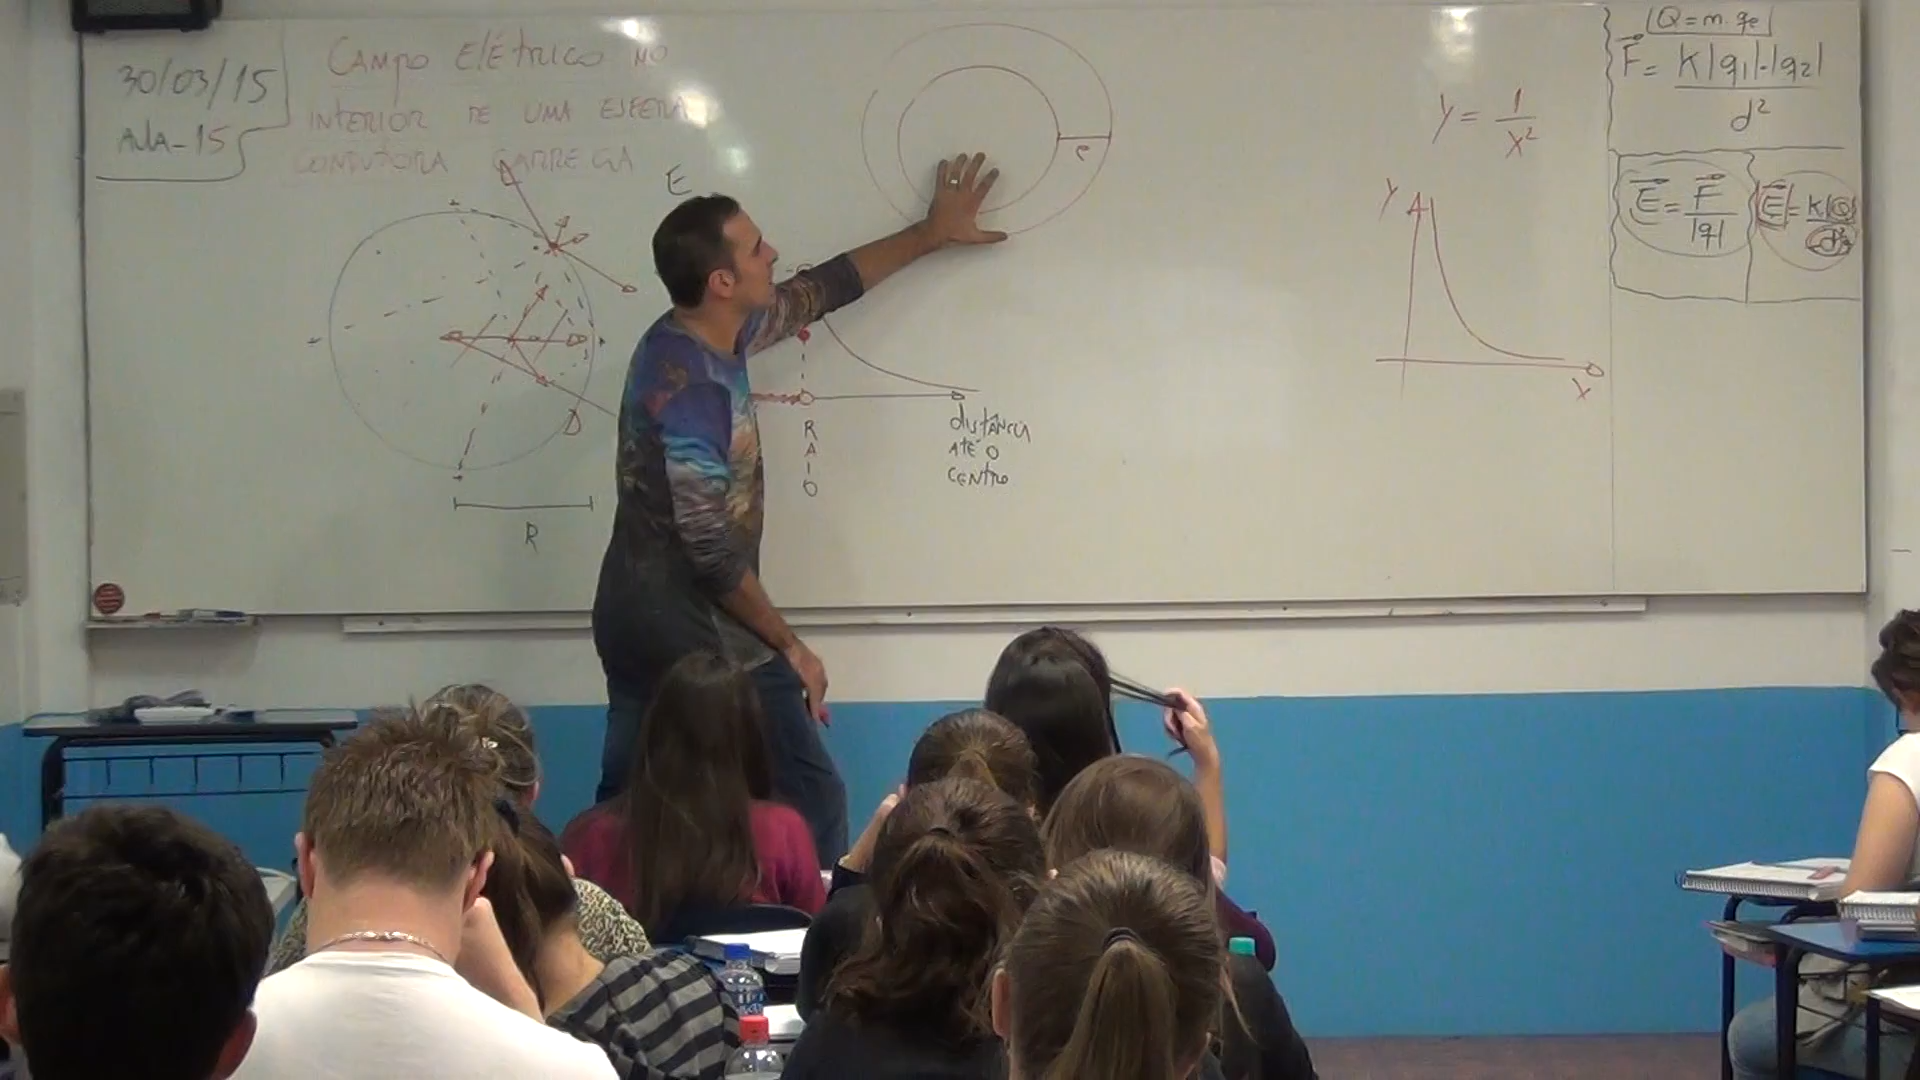 30/03/15
AULA-15
CAMPO ELÉTRICO NO
INTERIOR DE UMA ESFERA
CONDUTORA CARREGA
E
R
D
RAIO
distância
ATÉ O
CENTRO
e
y = 1/x²
Y
X
|Q = m.qe|
F = K|q1|.|q2|
d²
E = F
|q|
|E| = K|Q|
d²